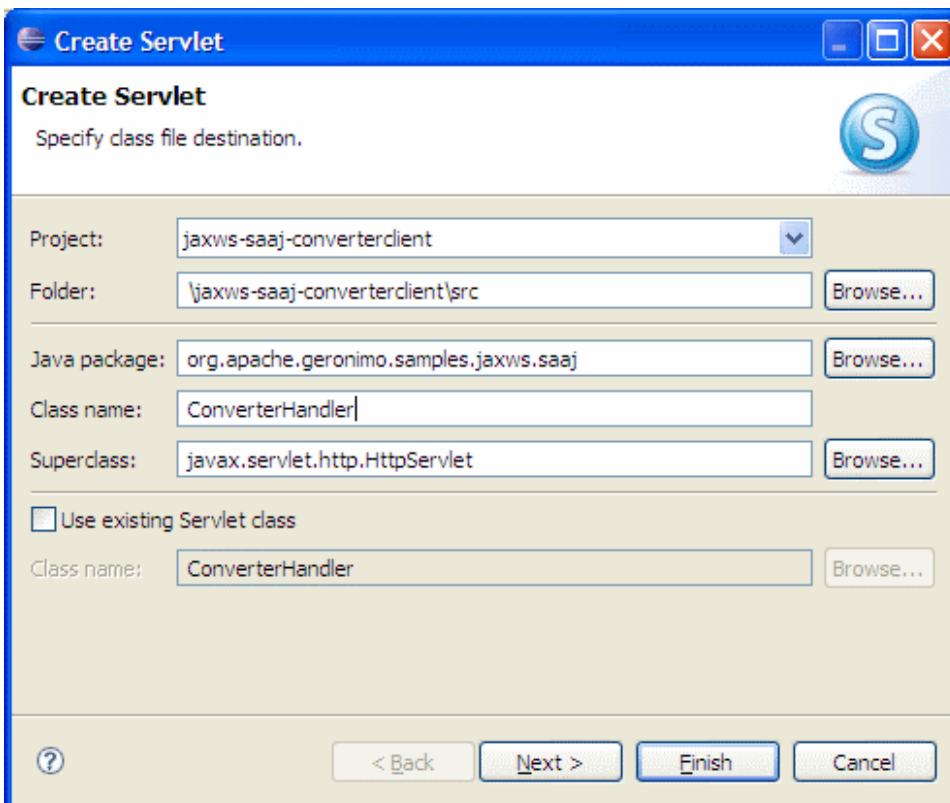 Create Servlet
Create Servlet
Specify class file destination.
S
Project: jaxws-saaj-converterclient
Folder: \jaxws-saaj-converterclient\src Browse...
Java package: org.apache.geronimo.samples.jaxws.saaj Browse...
Class name: ConverterHandler
Superclass: javax.servlet.http.HttpServlet Browse...
Use existing Servlet class
Class name: ConverterHandler Browse...
? < Back Next > Finish Cancel